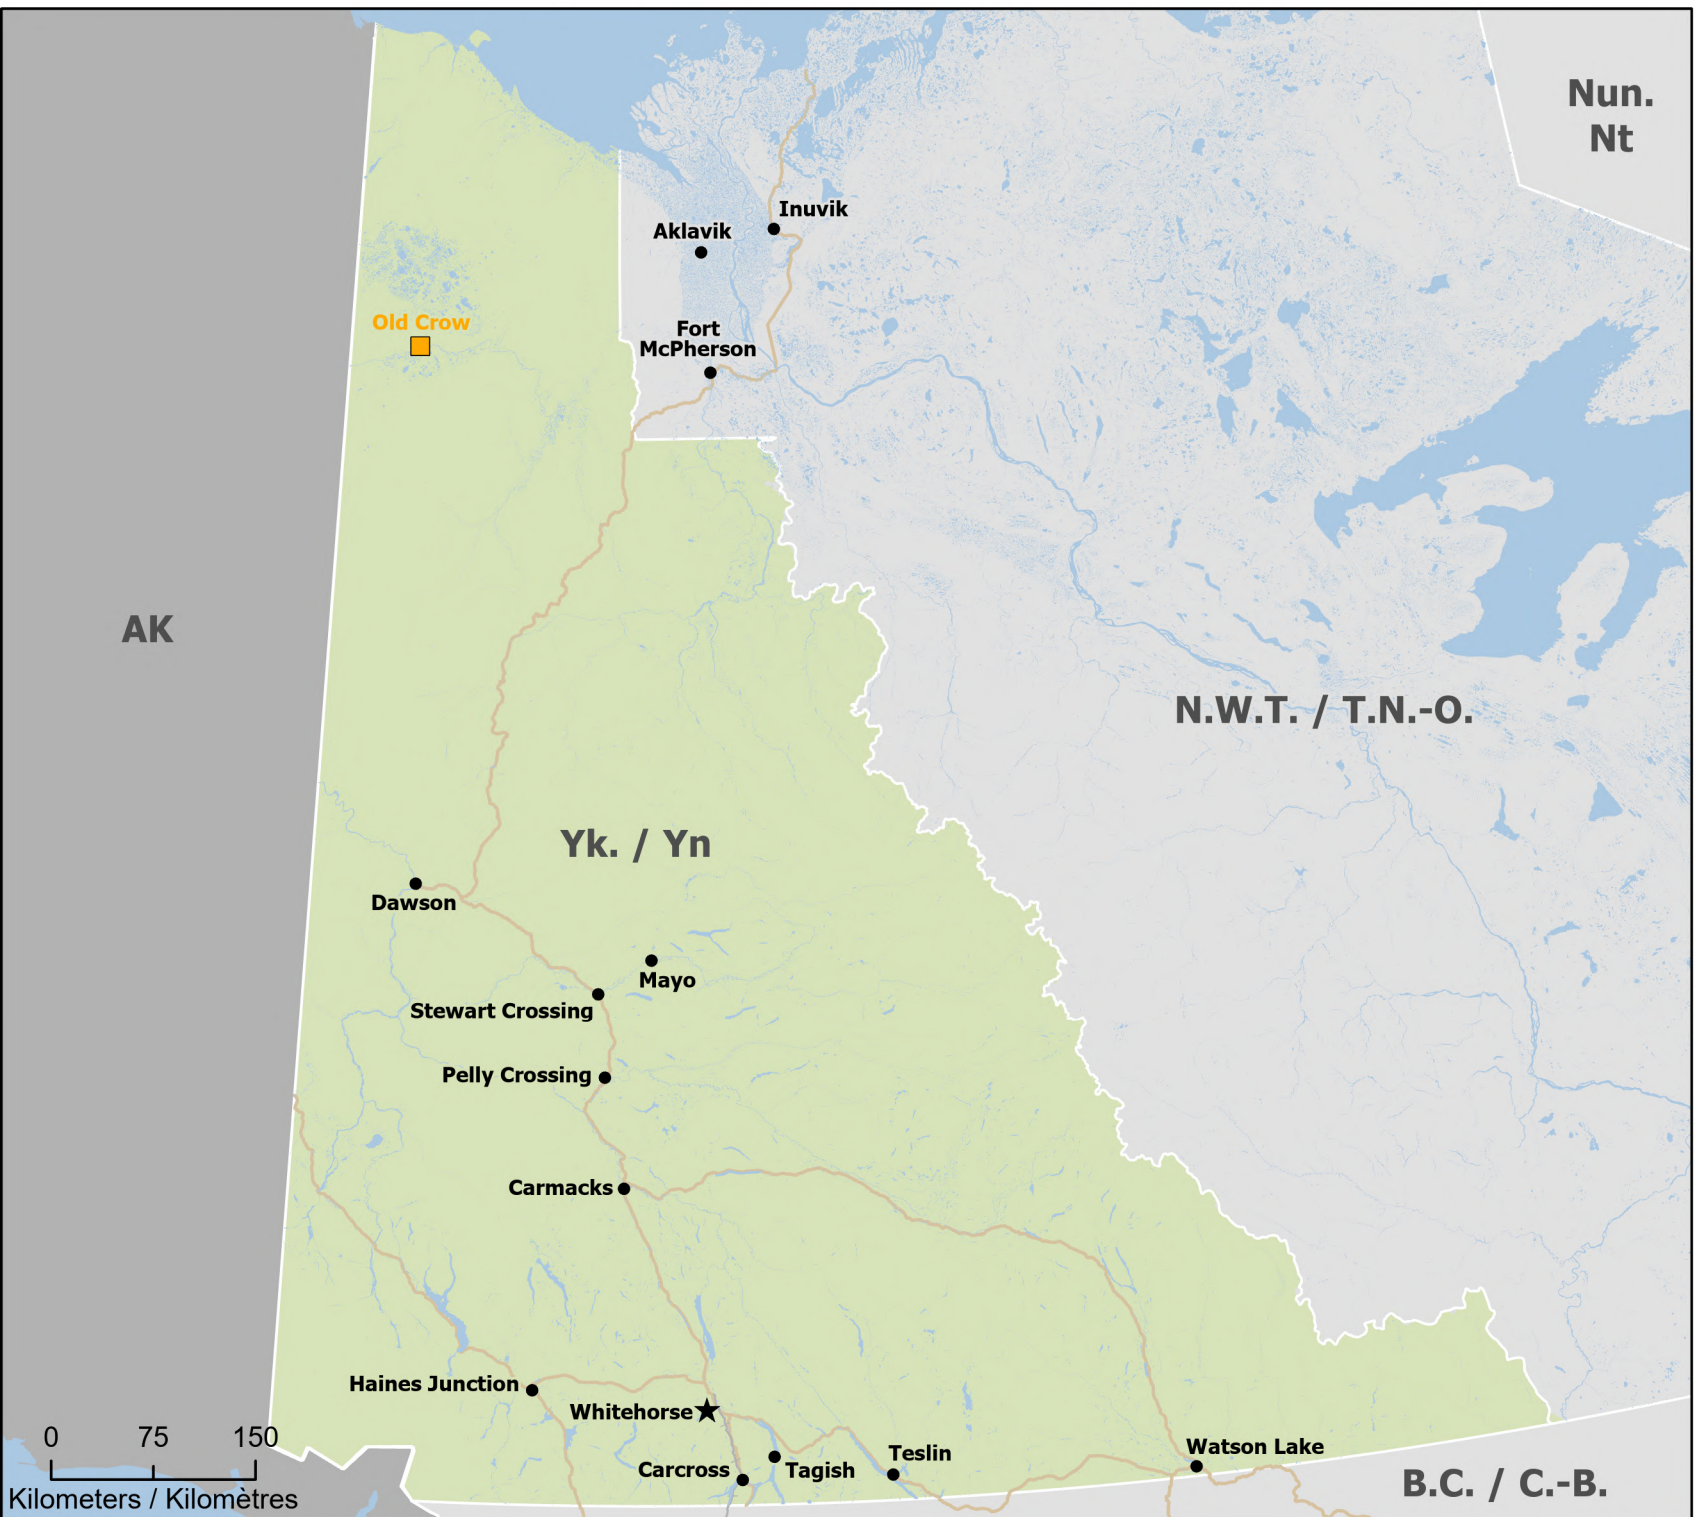 Nun.
Nt
Inuvik
Aklavik
Old Crow
Fort
McPherson
AK
N.W.T. / T.N.-O.
Yk. / Yn
Dawson
Mayo
Stewart Crossing
Pelly Crossing
Carmacks
Haines Junction
Whitehorse
0 75 150
Kilometers / Kilomètres
Carcross
Tagish
Teslin
Watson Lake
B.C. / C.-B.